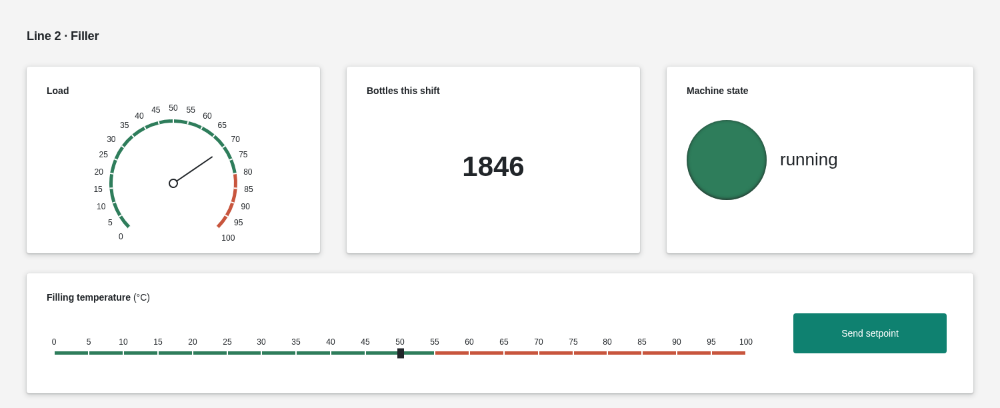 Line 2 · Filler
Load
0
5
10
15
20
25
30
35
40
45
50
55
60
65
70
75
80
85
90
95
100
Bottles this shift
1846
Machine state
running
Filling temperature (°C)
0 5 10 15 20 25 30 35 40 45 50 55 60 65 70 75 80 85 90 95 100
Send setpoint